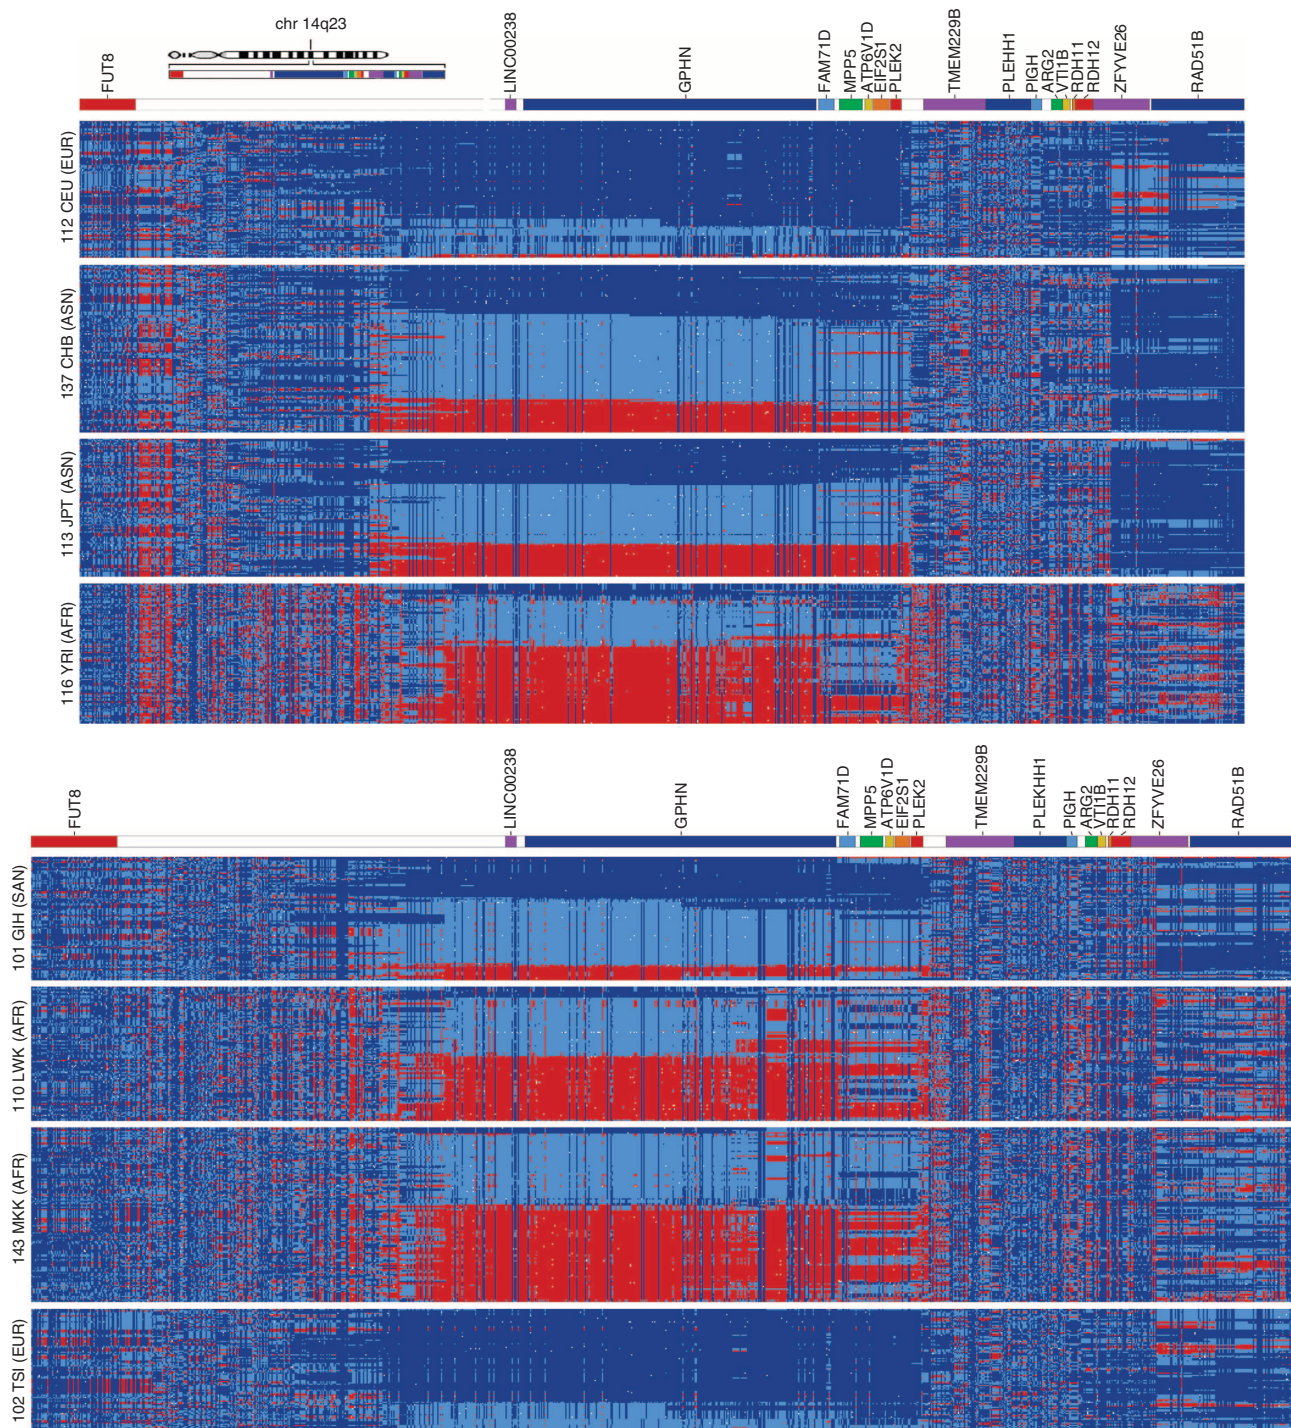 chr 14q23
FUT8
LINC00238
GPHN
FAM71D
MPP5
ATP6V1D
EIF2S1
PLEK2
TMEM229B
PLEHH1
PIGH
ARG2
VTI1B
RDH11
RDH12
ZFYVE26
RAD51B
112 CEU (EUR)
137 CHB (ASN)
113 JPT (ASN)
116 YRI (AFR)
FUT8
LINC00238
GPHN
FAM71D
MPP5
ATP6V1D
EIF2S1
PLEK2
TMEM229B
PLEKHH1
PIGH
ARG2
VTI1B
RDH11
RDH12
ZFYVE26
RAD51B
101 GIH (SAN)
110 LWK (AFR)
143 MKK (AFR)
102 TSI (EUR)